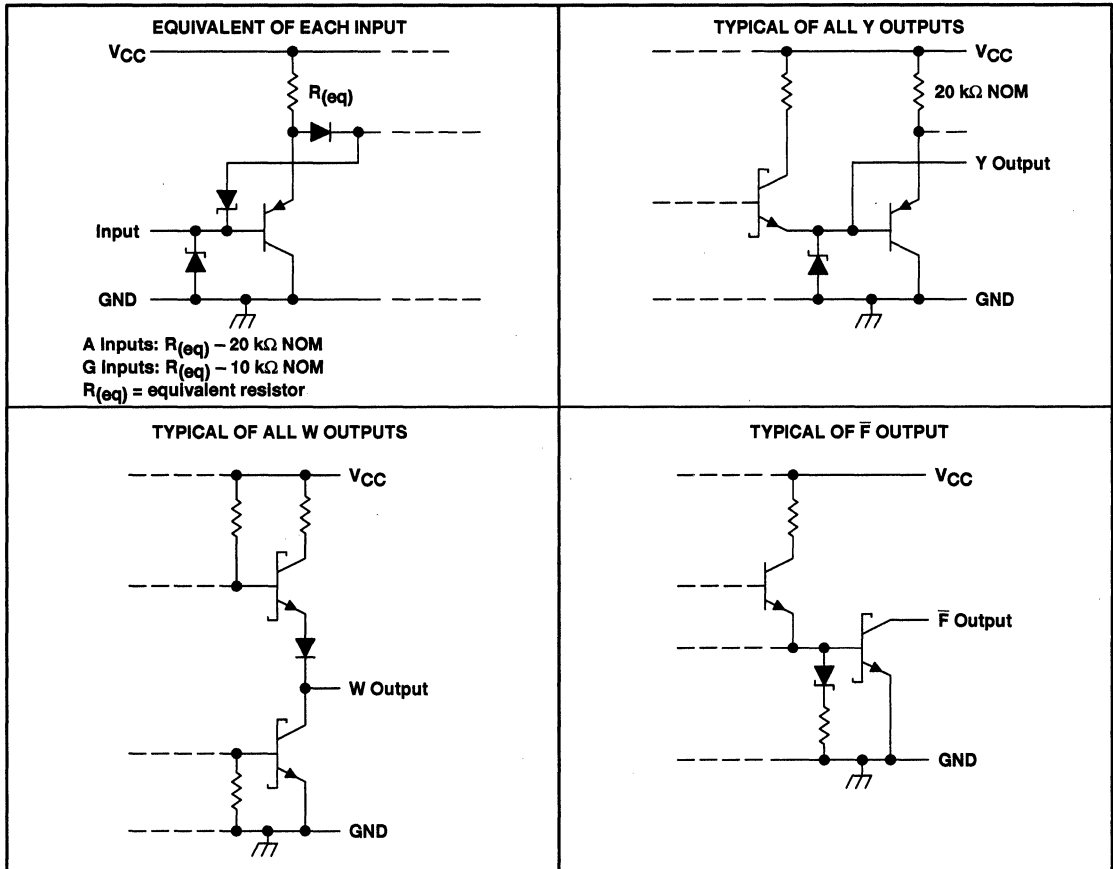 EQUIVALENT OF EACH INPUT
VCC
R(eq)
Input
GND
A Inputs: R(eq) – 20 kΩ NOM
G Inputs: R(eq) – 10 kΩ NOM
R(eq) = equivalent resistor
TYPICAL OF ALL Y OUTPUTS
VCC
20 kΩ NOM
Y Output
GND
TYPICAL OF ALL W OUTPUTS
VCC
W Output
GND
TYPICAL OF F̅ OUTPUT
VCC
F̅ Output
GND